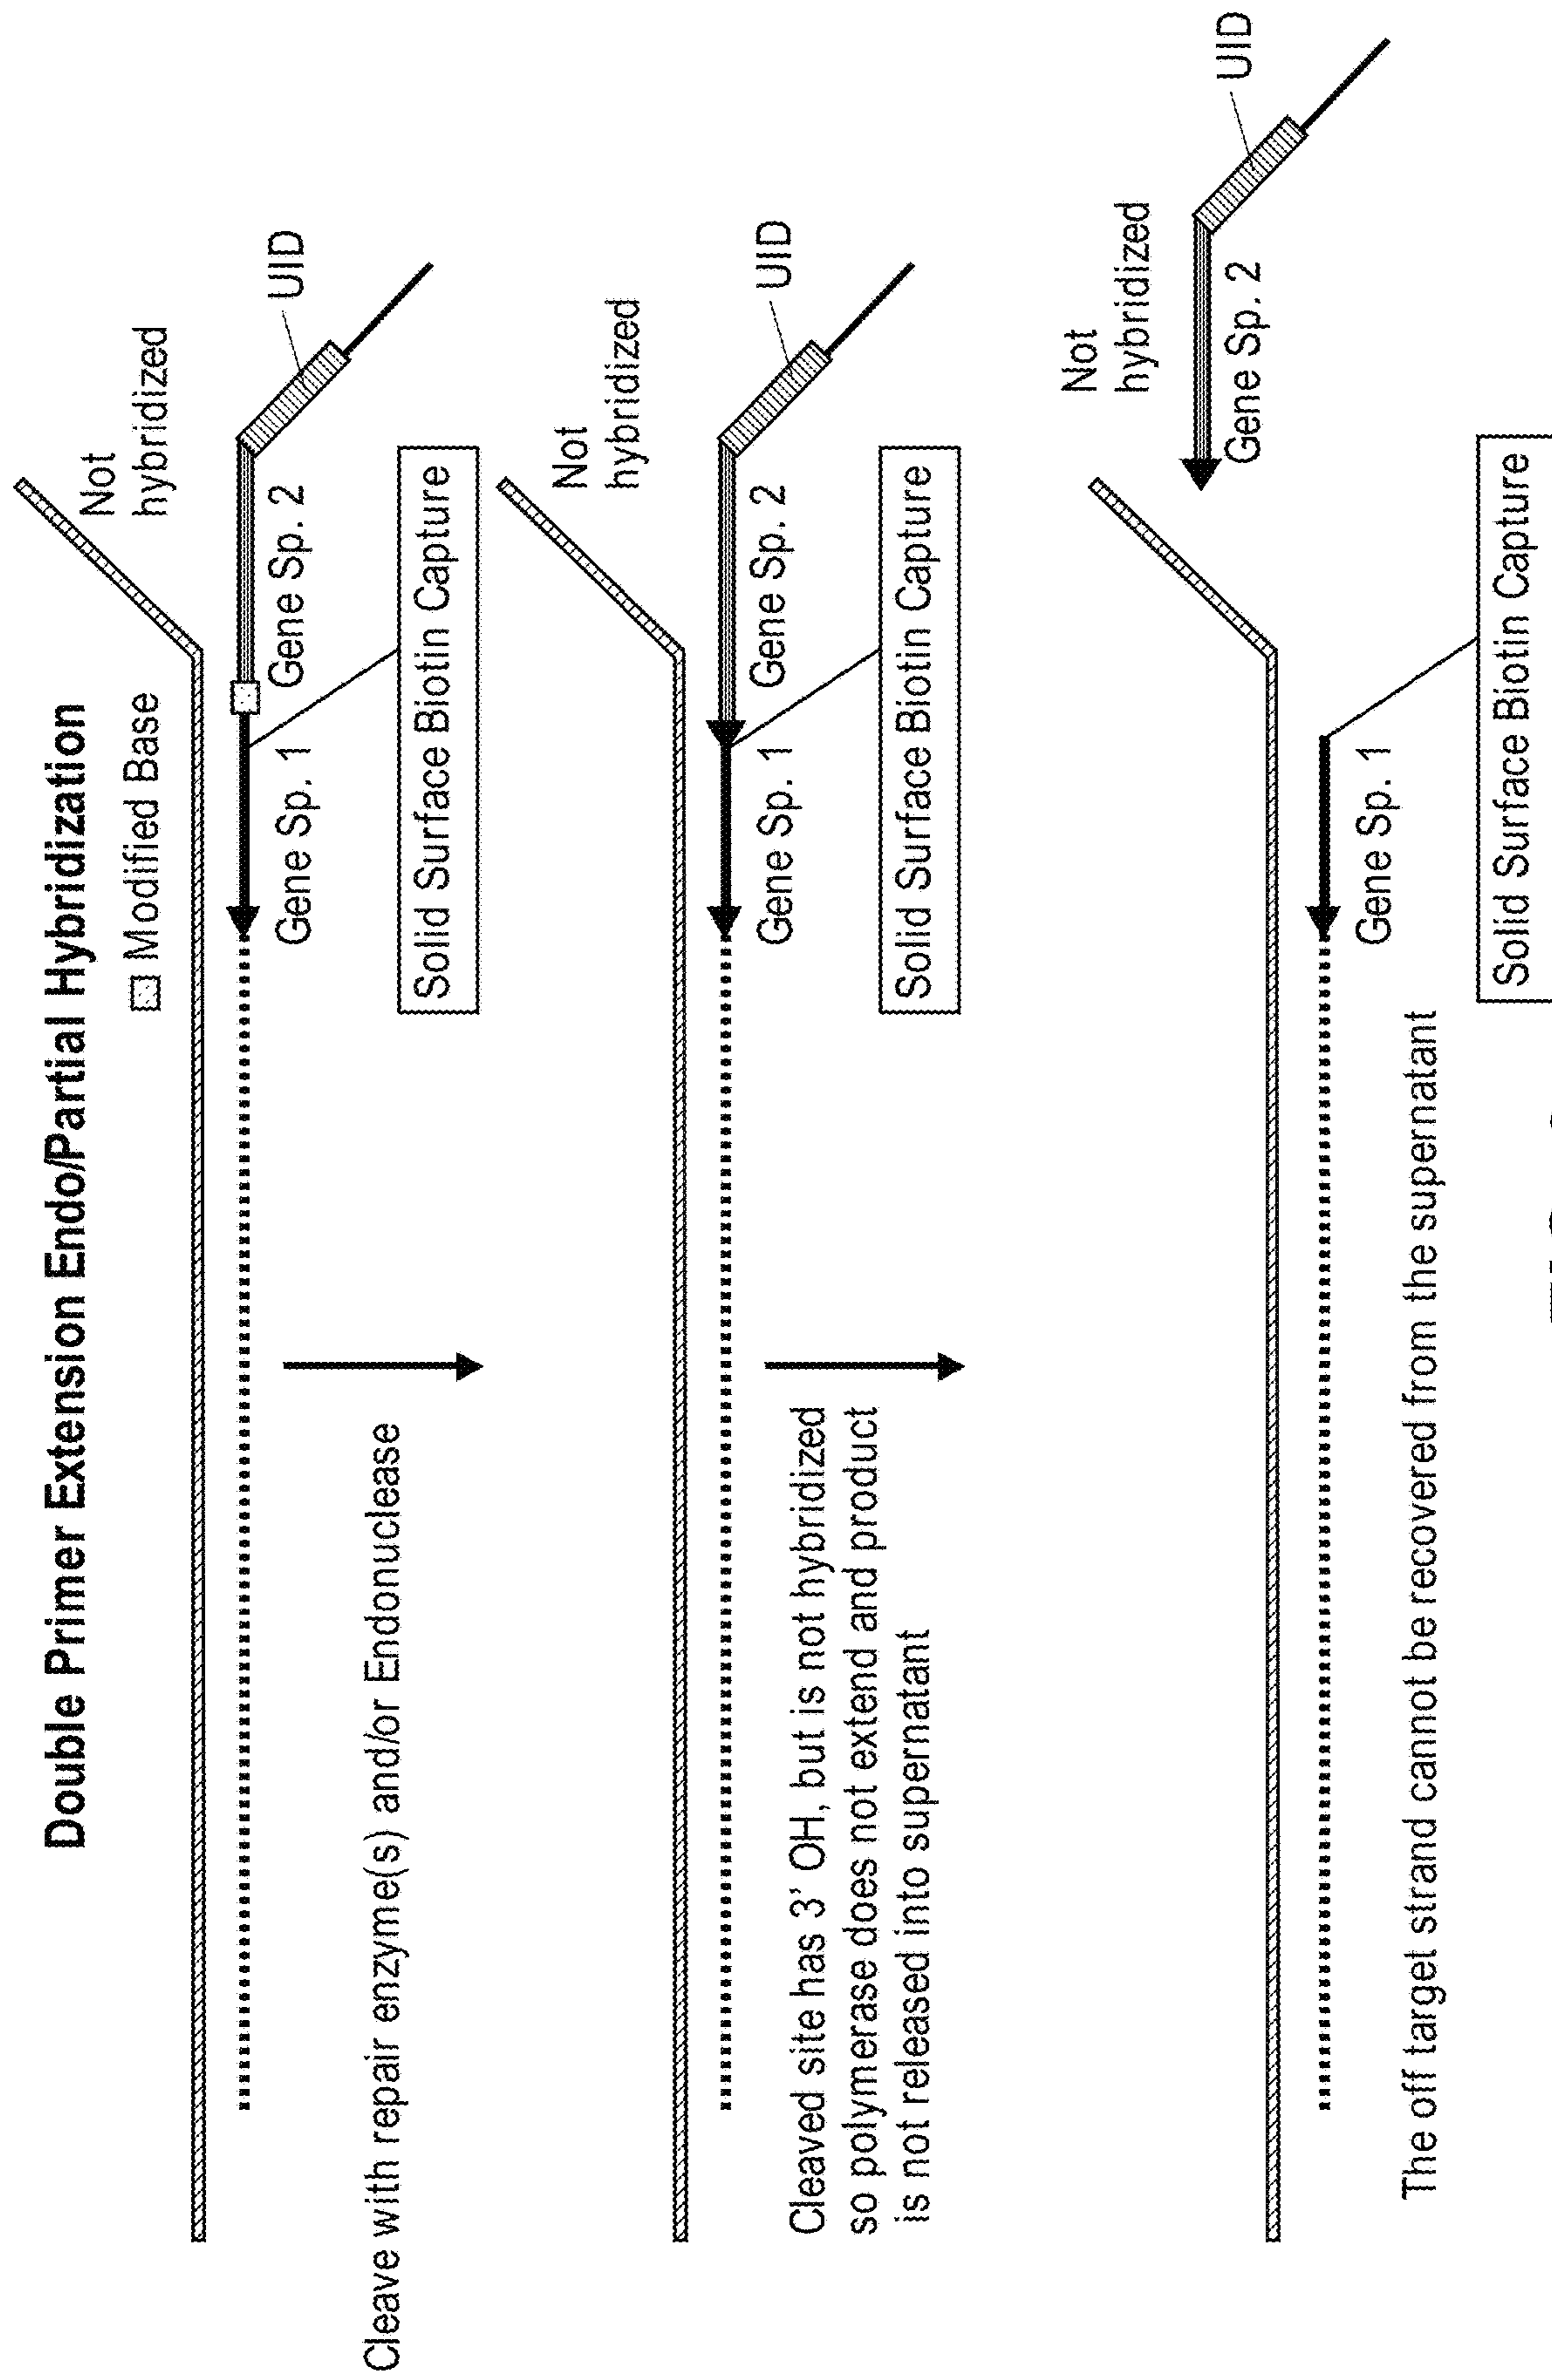 Double Primer Extension Endo/Partial Hybridization
Modified Base
Not
hybridized
UID
Gene Sp. 1
Gene Sp. 2
Solid Surface Biotin Capture
Cleave with repair enzyme(s) and/or Endonuclease
Not
hybridized
UID
Gene Sp. 1
Gene Sp. 2
Solid Surface Biotin Capture
Cleaved site has 3’ OH, but is not hybridized
so polymerase does not extend and product
is not released into supernatant
Not
hybridized
UID
Gene Sp. 2
Gene Sp. 1
Solid Surface Biotin Capture
The off target strand cannot be recovered from the supernatant